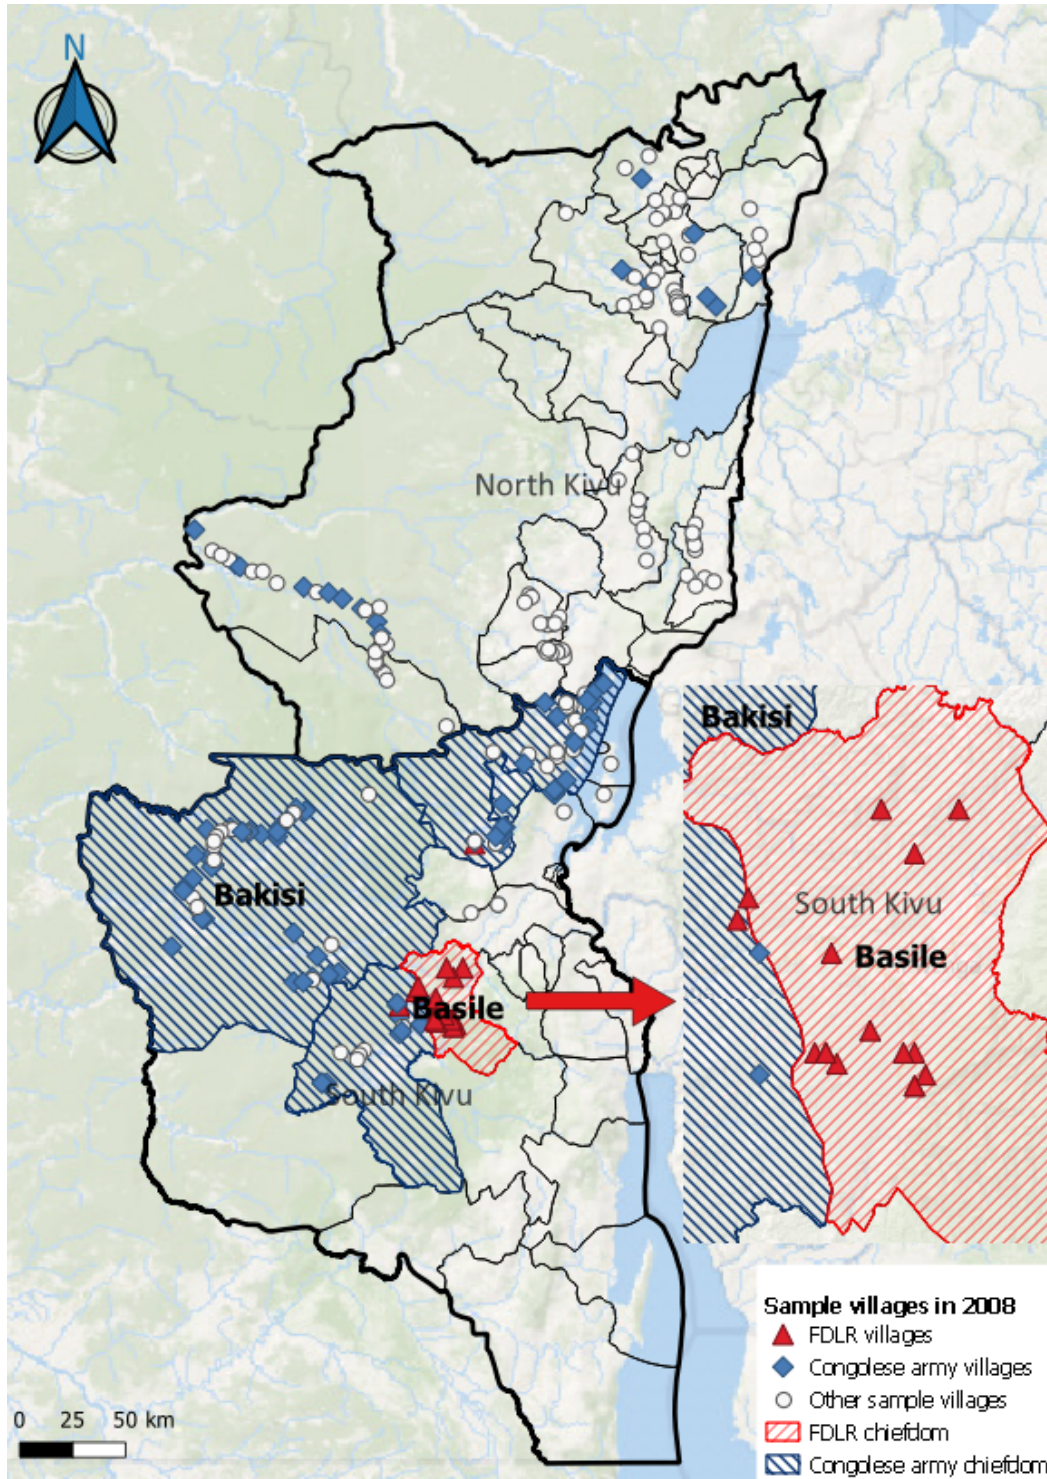 N
North Kivu
Bakisi
Bakisi
South Kivu
Basile
Basile
South Kivu
Sample villages in 2008
FDLR villages
Congolese army villages
Other sample villages
FDLR chiefdom
Congolese army chiefdom
0 25 50 km